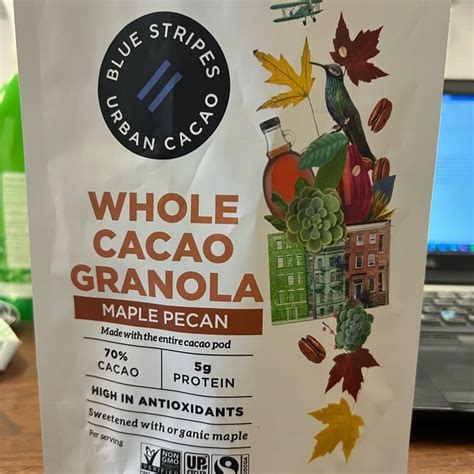 BLUE STRIPES
URBAN CACAO
WHOLE
CACAO
GRANOLA
MAPLE PECAN
Made with the entire cacao pod
70%
CACAO
5g
PROTEIN
HIGH IN ANTIOXIDANTS
Sweetened with organic maple
Per serving
NON
GMO
UP